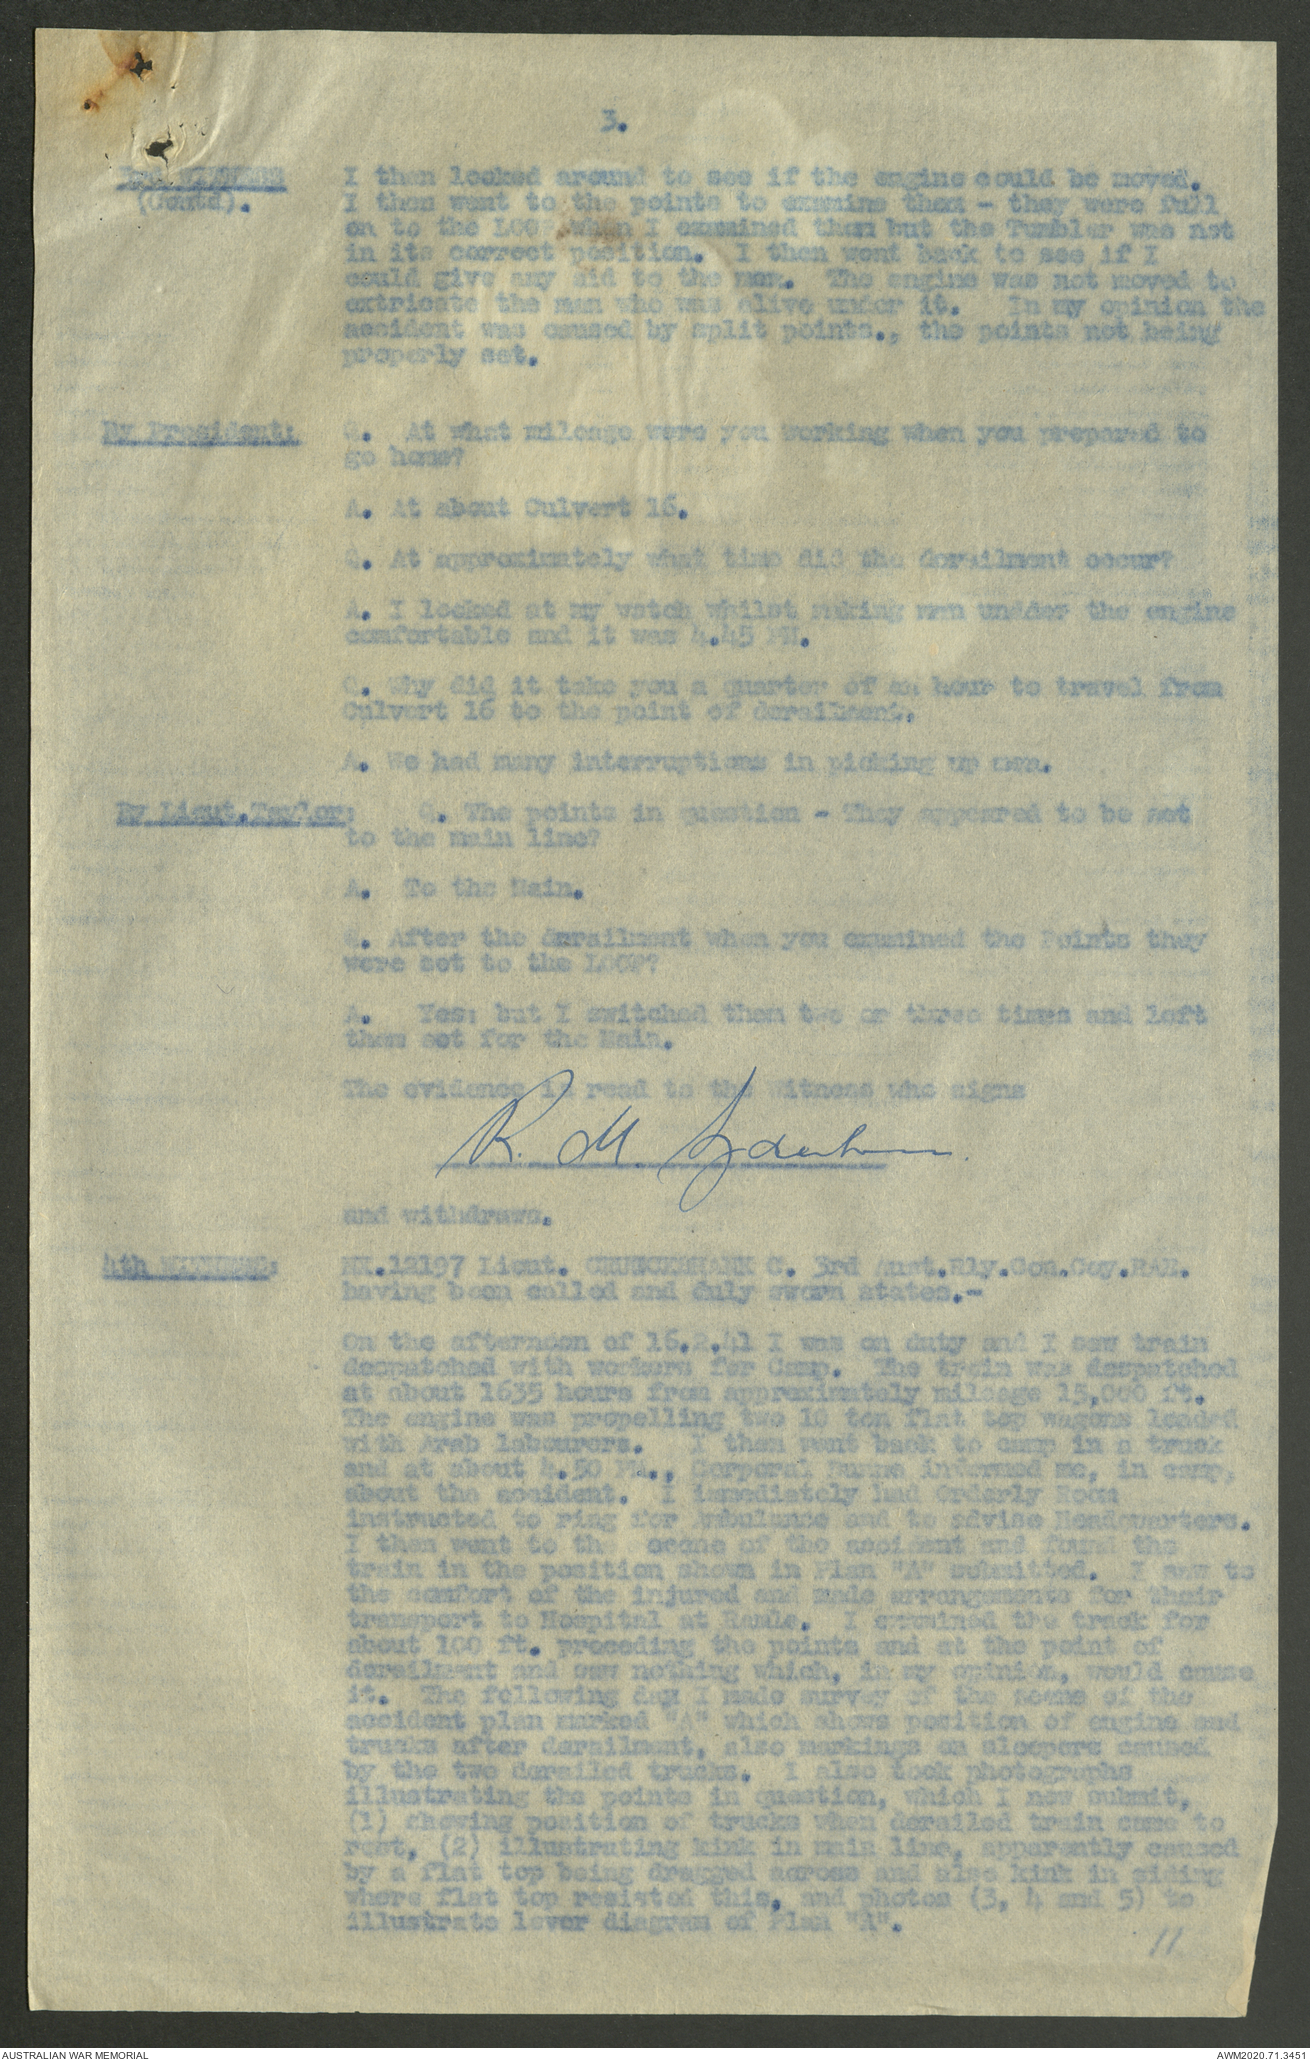 3.
3rd WITNESS
(Contd).
I then looked around to see if the engine could be moved.
I then went to the points to examine them - they were full
on to the LOOP when I examined them but the Tumbler was not
in its correct position. I then went back to see if I
could give any aid to the men. The engine was not moved to
extricate the man who was alive under it. In my opinion the
accident was caused by split points., the points not being
properly set.
By President:
Q. At what mileage were you working when you prepared to
go home?
A. At about Culvert 16.
Q. At approximately what time did the derailment occur?
A. I looked at my watch whilst making men undder the engine
comfortable and it was 4.45 PM.
Q. Why did it take you a quarter of an hour to travel from
Culvert 16 to the point of derailment.
A. We had many interruptions in picking up men.
By Lieut.Taylor:
Q. The points in question - They appeared to be set
to the main line?
A. To the Main.
Q. After the derailment when you examined the Points they
were set to the LOOP?
A. Yes: but I switched them two or three times and left
them set for the Main.
The evidence is read to the witness who signs
R. M.
and withdraws.
4th WITNESS:
NX.12197 Lieut. CRUICKSHANK C. 3rd Aust.Rly.Con.Coy.RAE.
having been called and duly sworn states.-
On the afternoon of 16.2.41 I was on duty and I saw train
despatched with workers for Camp. The train was despatched
at about 1635 hours from approximately mileage 15,000 ft.
The engine was propelling two 10 ton flat top wagons loaded
with Arab labourers. I then went back to camp in a truck
and at about 4.50 PM., Corporal informed me, in camp,
about the accident. I immediately had Orderly Room
instructed to ring for Ambulance and to advise Headquarters.
I then went to the scene of the accident and found the
train in the position shown in Plan "A" submitted. I saw to
the comfort of the injured and made arrangements for their
transport to Hospital at Ramle. I examined the track for
about 100 ft. preceding the points and at the point of
derailment and saw nothing which, in my opinion, would cause
it. The following day I made survey of the scene of the
accident plan marked "A" which shows position of engine and
trucks after derailment, also markings on sleepers caused
by the two derailed trucks. I also took photographs
illustrating the points in question, which I now submit,
(1) showing position of trucks when derailed train came to
rest, (2) illustrating kink in main line, apparently caused
by a flat top being dragged across and also kink in siding
where flat top resisted this, and photos (3, 4 and 5) to
illustrate lever diagram of Plan "A".
11
AUSTRALIAN WAR MEMORIAL
AWM2020.71.3451